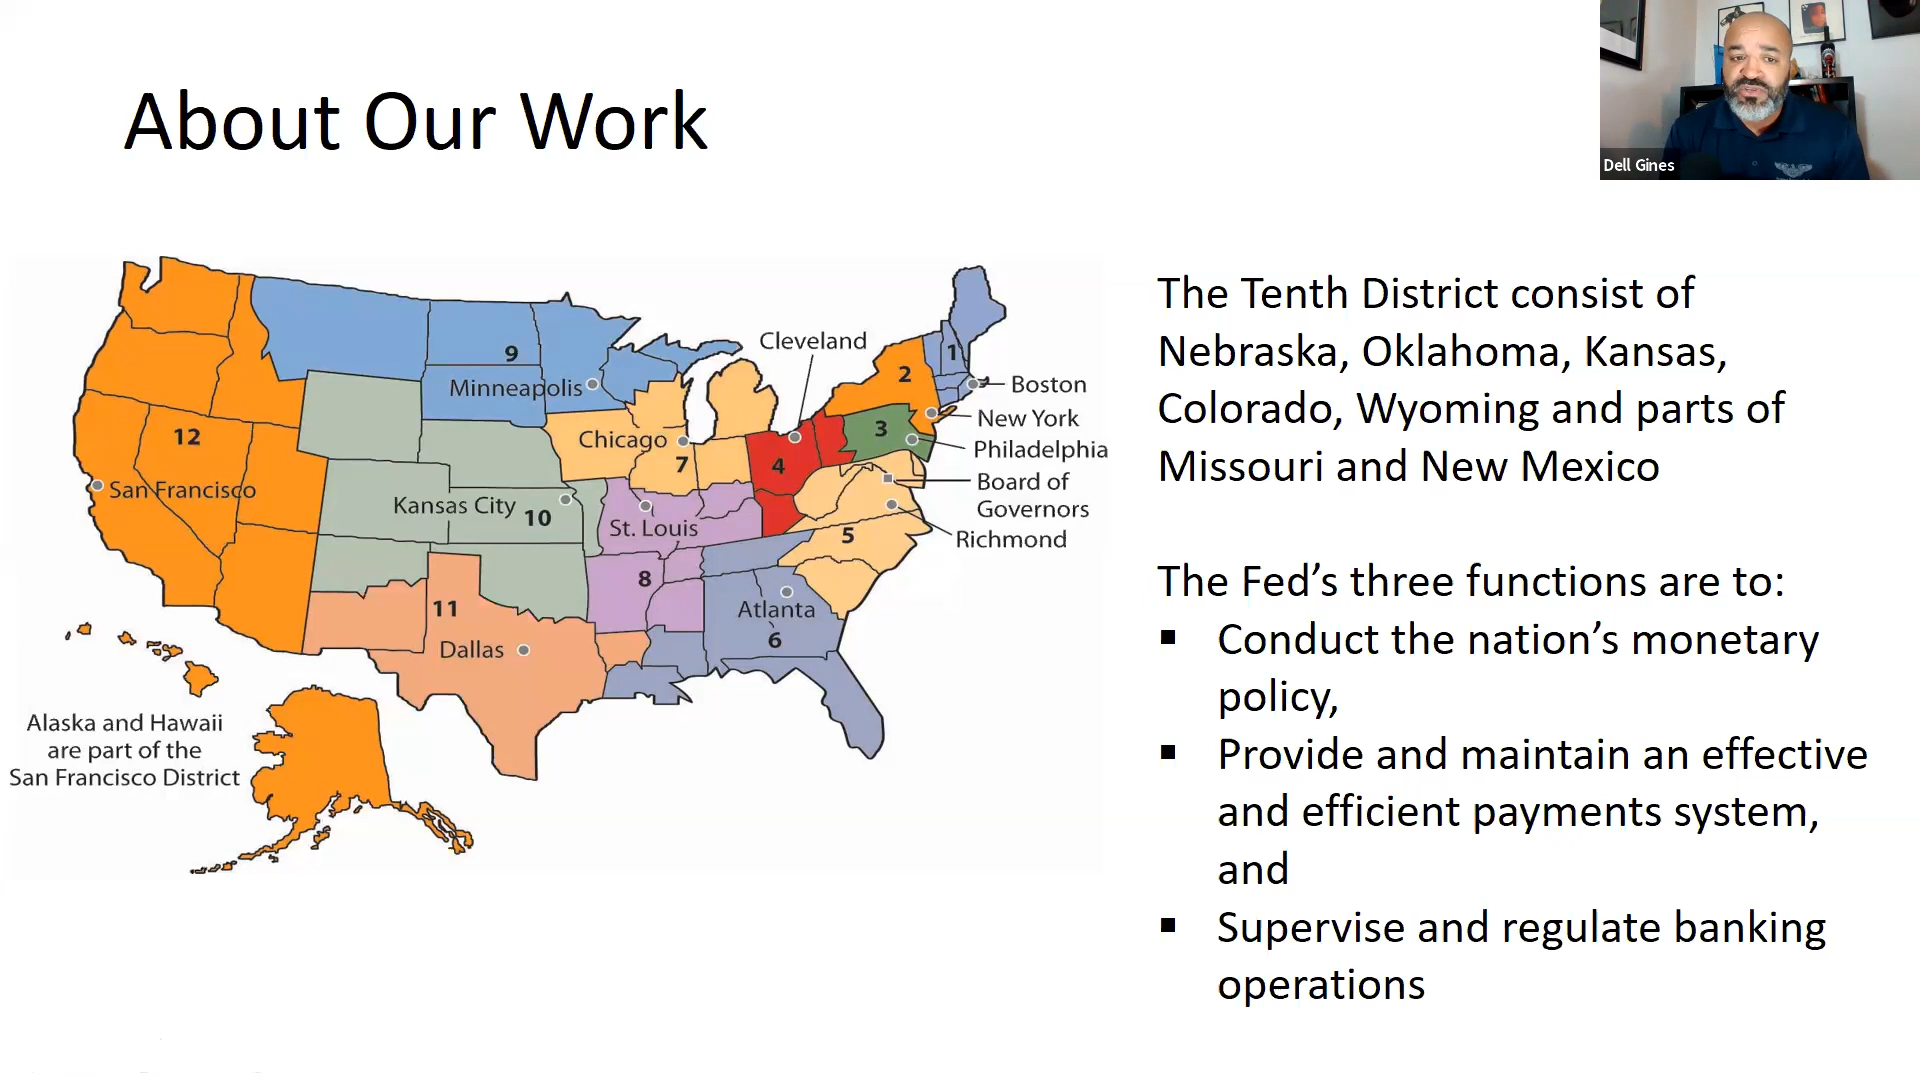 About Our Work
Dell Gines
The Tenth District consist of
Nebraska, Oklahoma, Kansas,
Colorado, Wyoming and parts of
Missouri and New Mexico
The Fed's three functions are to:
▪ Conduct the nation's monetary
policy,
▪ Provide and maintain an effective
and efficient payments system,
and
▪ Supervise and regulate banking
operations
Cleveland
1
9
2
Minneapolis
Boston
New York
12
3
Chicago
Philadelphia
7
4
San Francisco
Board of
Governors
Kansas City
10
St. Louis
5
Richmond
8
11
Atlanta
6
Dallas
Alaska and Hawaii
are part of the
San Francisco District